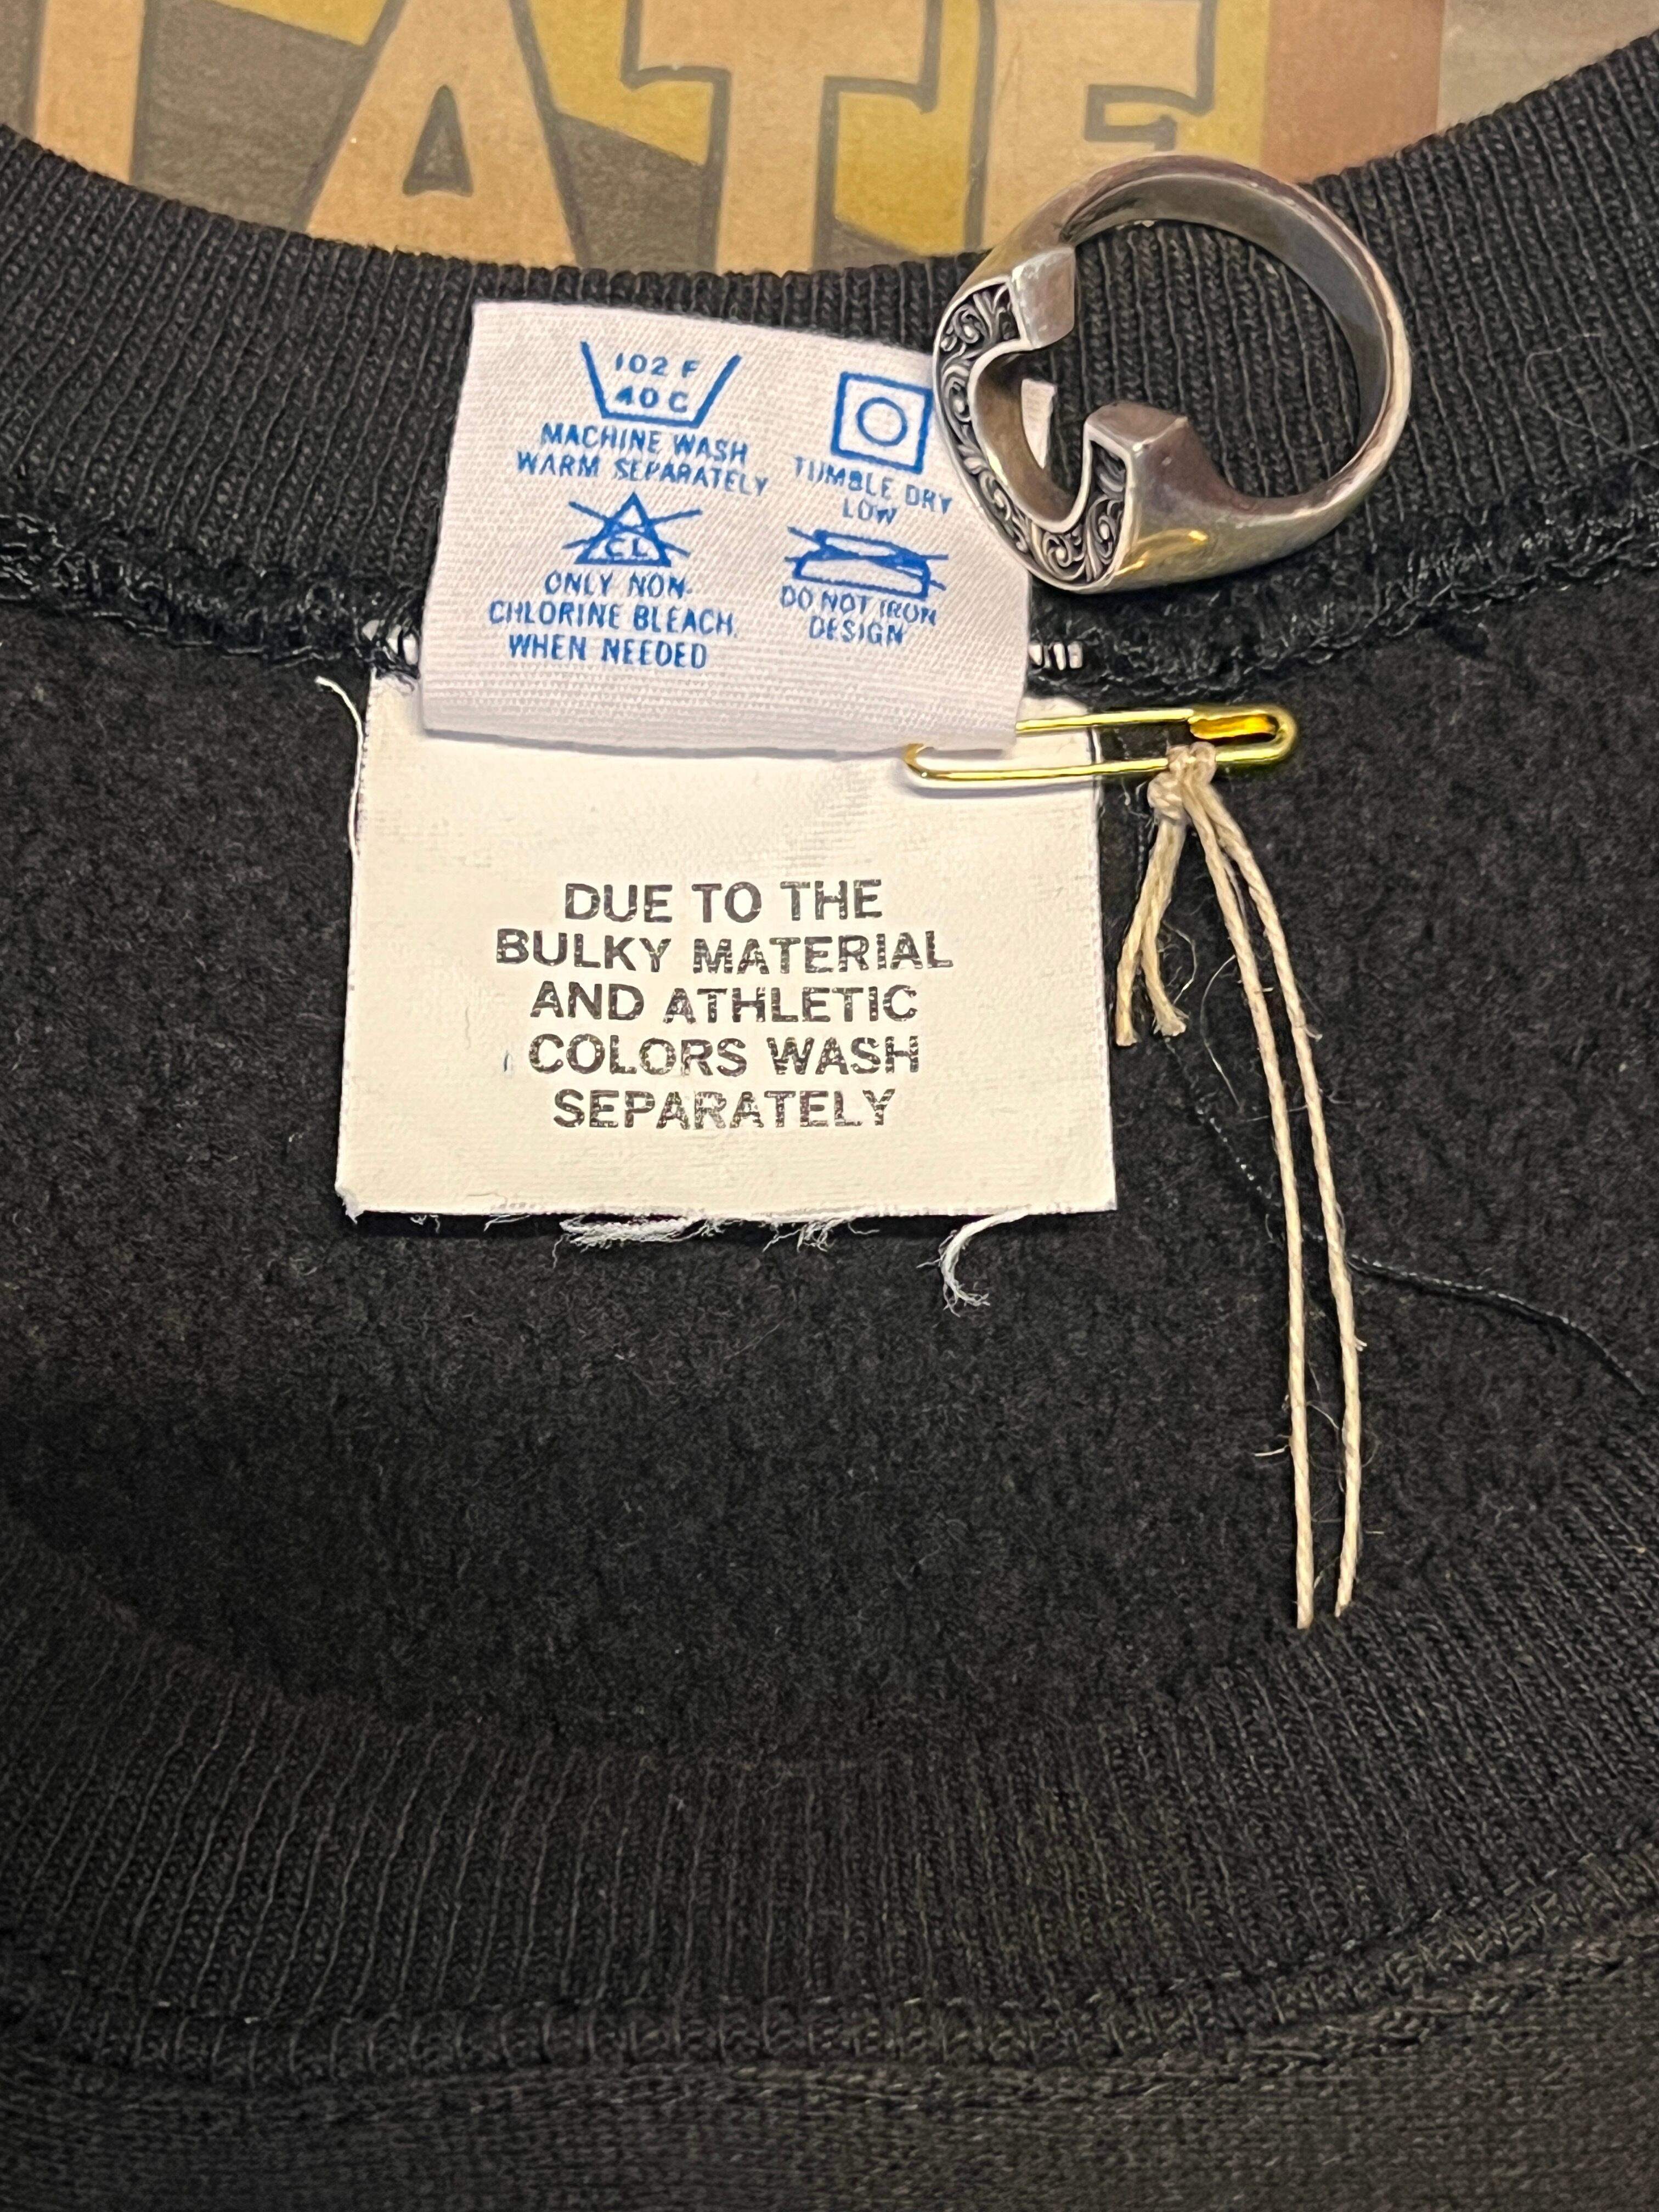 LATE
102 F
40 C
MACHINE WASH
WARM SEPARATELY
TUMBLE DRY
LOW
CL
ONLY NON-
CHLORINE BLEACH
WHEN NEEDED
DO NOT IRON
DESIGN
DUE TO THE
BULKY MATERIAL
AND ATHLETIC
COLORS WASH
SEPARATELY